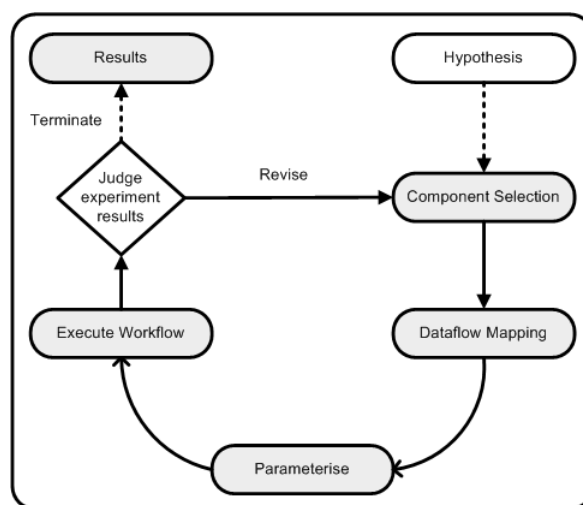 Results
Hypothesis
Terminate
Judge
experiment
results
Revise
Component Selection
Execute Workflow
Dataflow Mapping
Parameterise